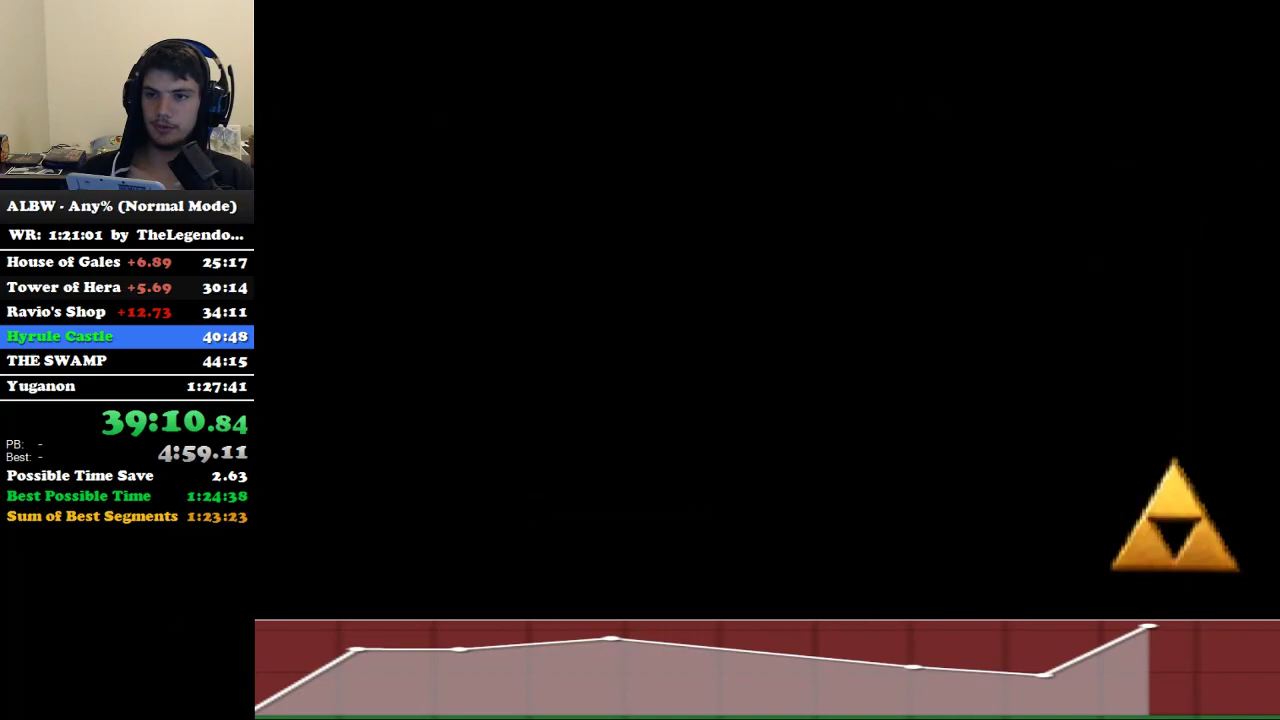 ALBW - Any% (Normal Mode)
WR: 1:21:01 by TheLegendo...
House of Gales +6.89 25:17
Tower of Hera +5.69 30:14
Ravio's Shop +12.73 34:11
Hyrule Castle 40:48
THE SWAMP 44:15
Yuganon 1:27:41
39:10.84
PB: -
Best: - 4:59.11
Possible Time Save 2.63
Best Possible Time 1:24:38
Sum of Best Segments 1:23:23